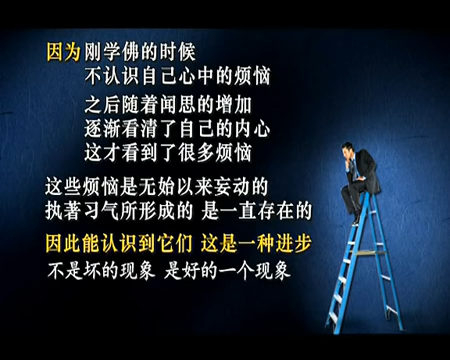 因为 刚学佛的时候
不认识自己心中的烦恼
之后随着闻思的增加
逐渐看清了自己的内心
这才看到了很多烦恼
这些烦恼是无始以来妄动的
执著习气所形成的 是一直存在的
因此能认识到它们 这是一种进步
不是坏的现象 是好的一个现象